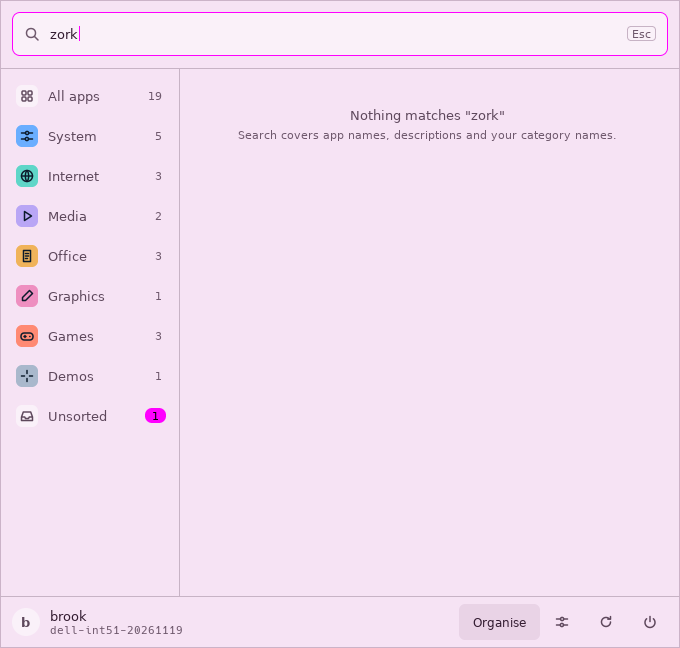 zork
Esc
All apps 19
System 5
Internet 3
Media 2
Office 3
Graphics 1
Games 3
Demos 1
Unsorted 1
Nothing matches "zork"
Search covers app names, descriptions and your category names.
b
brook
dell-int51-20261119
Organise